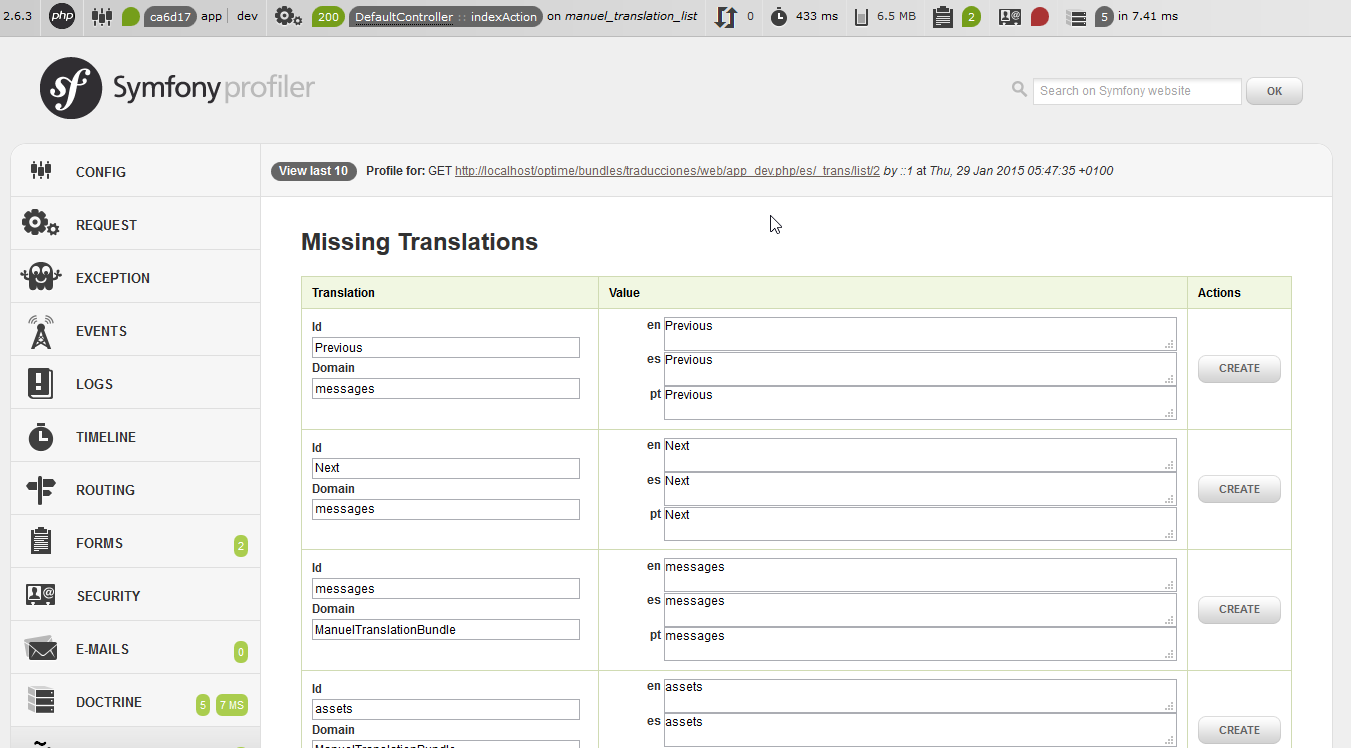 2.6.3 php ca6d17 app dev 200 DefaultController :: indexAction on manuel_translation_list 0 433 ms 6.5 MB 2 5 in 7.41 ms
sf Symfony profiler
Search on Symfony website OK
CONFIG
REQUEST
EXCEPTION
EVENTS
LOGS
TIMELINE
ROUTING
FORMS 2
SECURITY
E-MAILS 0
DOCTRINE 5 7 MS
View last 10 Profile for: GET http://localhost/optime/bundles/traducciones/web/app_dev.php/es/_trans/list/2 by ::1 at Thu, 29 Jan 2015 05:47:35 +0100
Missing Translations
Translation Value Actions
Id
Previous
Domain
messages
en Previous
es Previous
pt Previous
CREATE
Id
Next
Domain
messages
en Next
es Next
pt Next
CREATE
Id
messages
Domain
ManuelTranslationBundle
en messages
es messages
pt messages
CREATE
Id
assets
Domain
ManuelTranslationBundle
en assets
es assets
CREATE